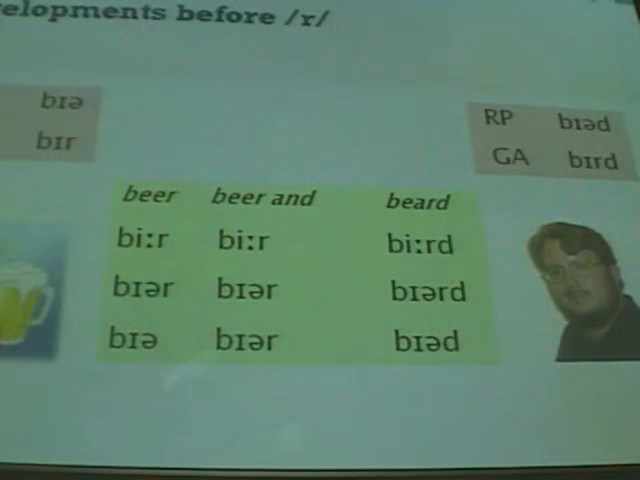 elopments before /r/
bɪə
bɪr
RP bɪəd
GA bɪrd
beer beer and beard
biːr biːr biːrd
bɪər bɪər bɪərd
bɪə bɪər bɪəd